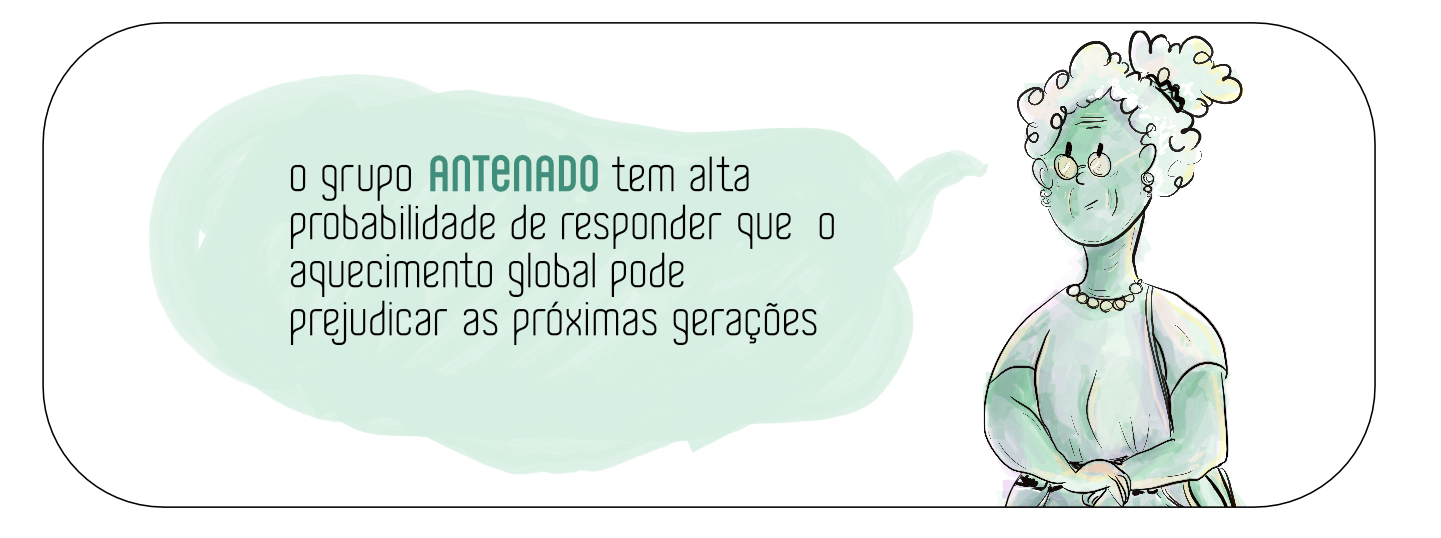 o grupo ANTENADO tem alta
probabilidade de responder que o
aquecimento global pode
prejudicar as próximas gerações